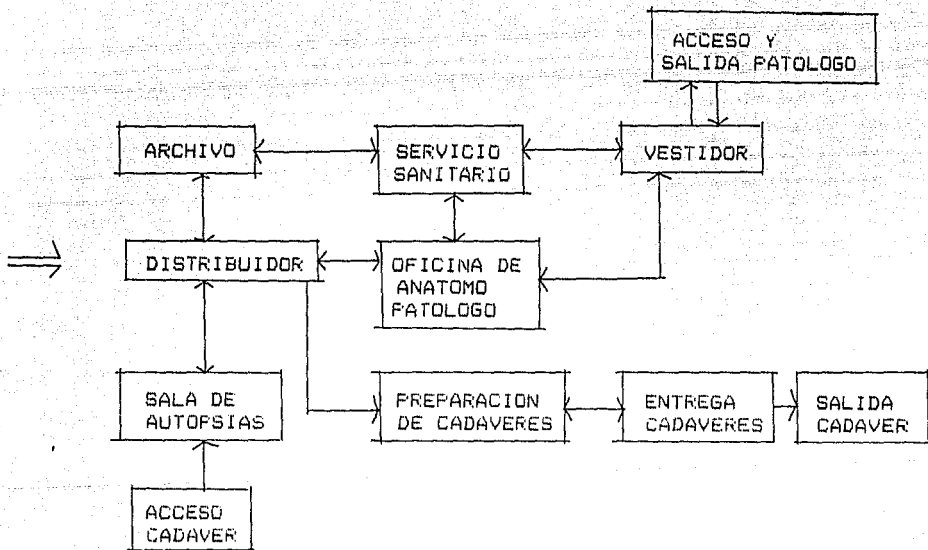 ACCESO Y
SALIDA PATOLOGO
ARCHIVO
SERVICIO
SANITARIO
VESTIDOR
DISTRIBUIDOR
OFICINA DE
ANATOMO
PATOLOGO
SALA DE
AUTOPSIAS
PREPARACION
DE CADAVERES
ENTREGA
CADAVERES
SALIDA
CADAVER
ACCESO
CADAVER